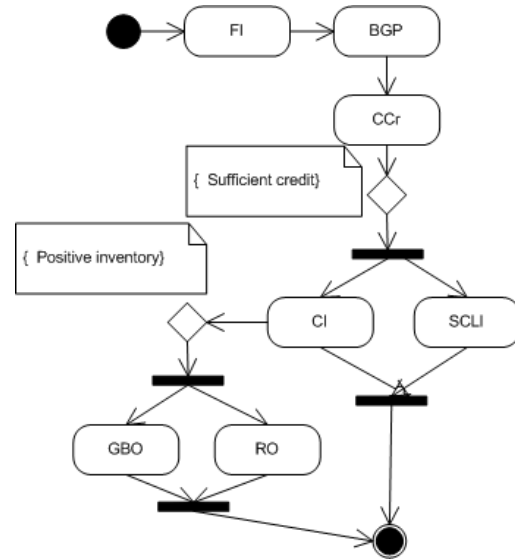 FI
BGP
CCr
{ Sufficient credit}
{ Positive inventory}
CI
SCLI
GBO
RO